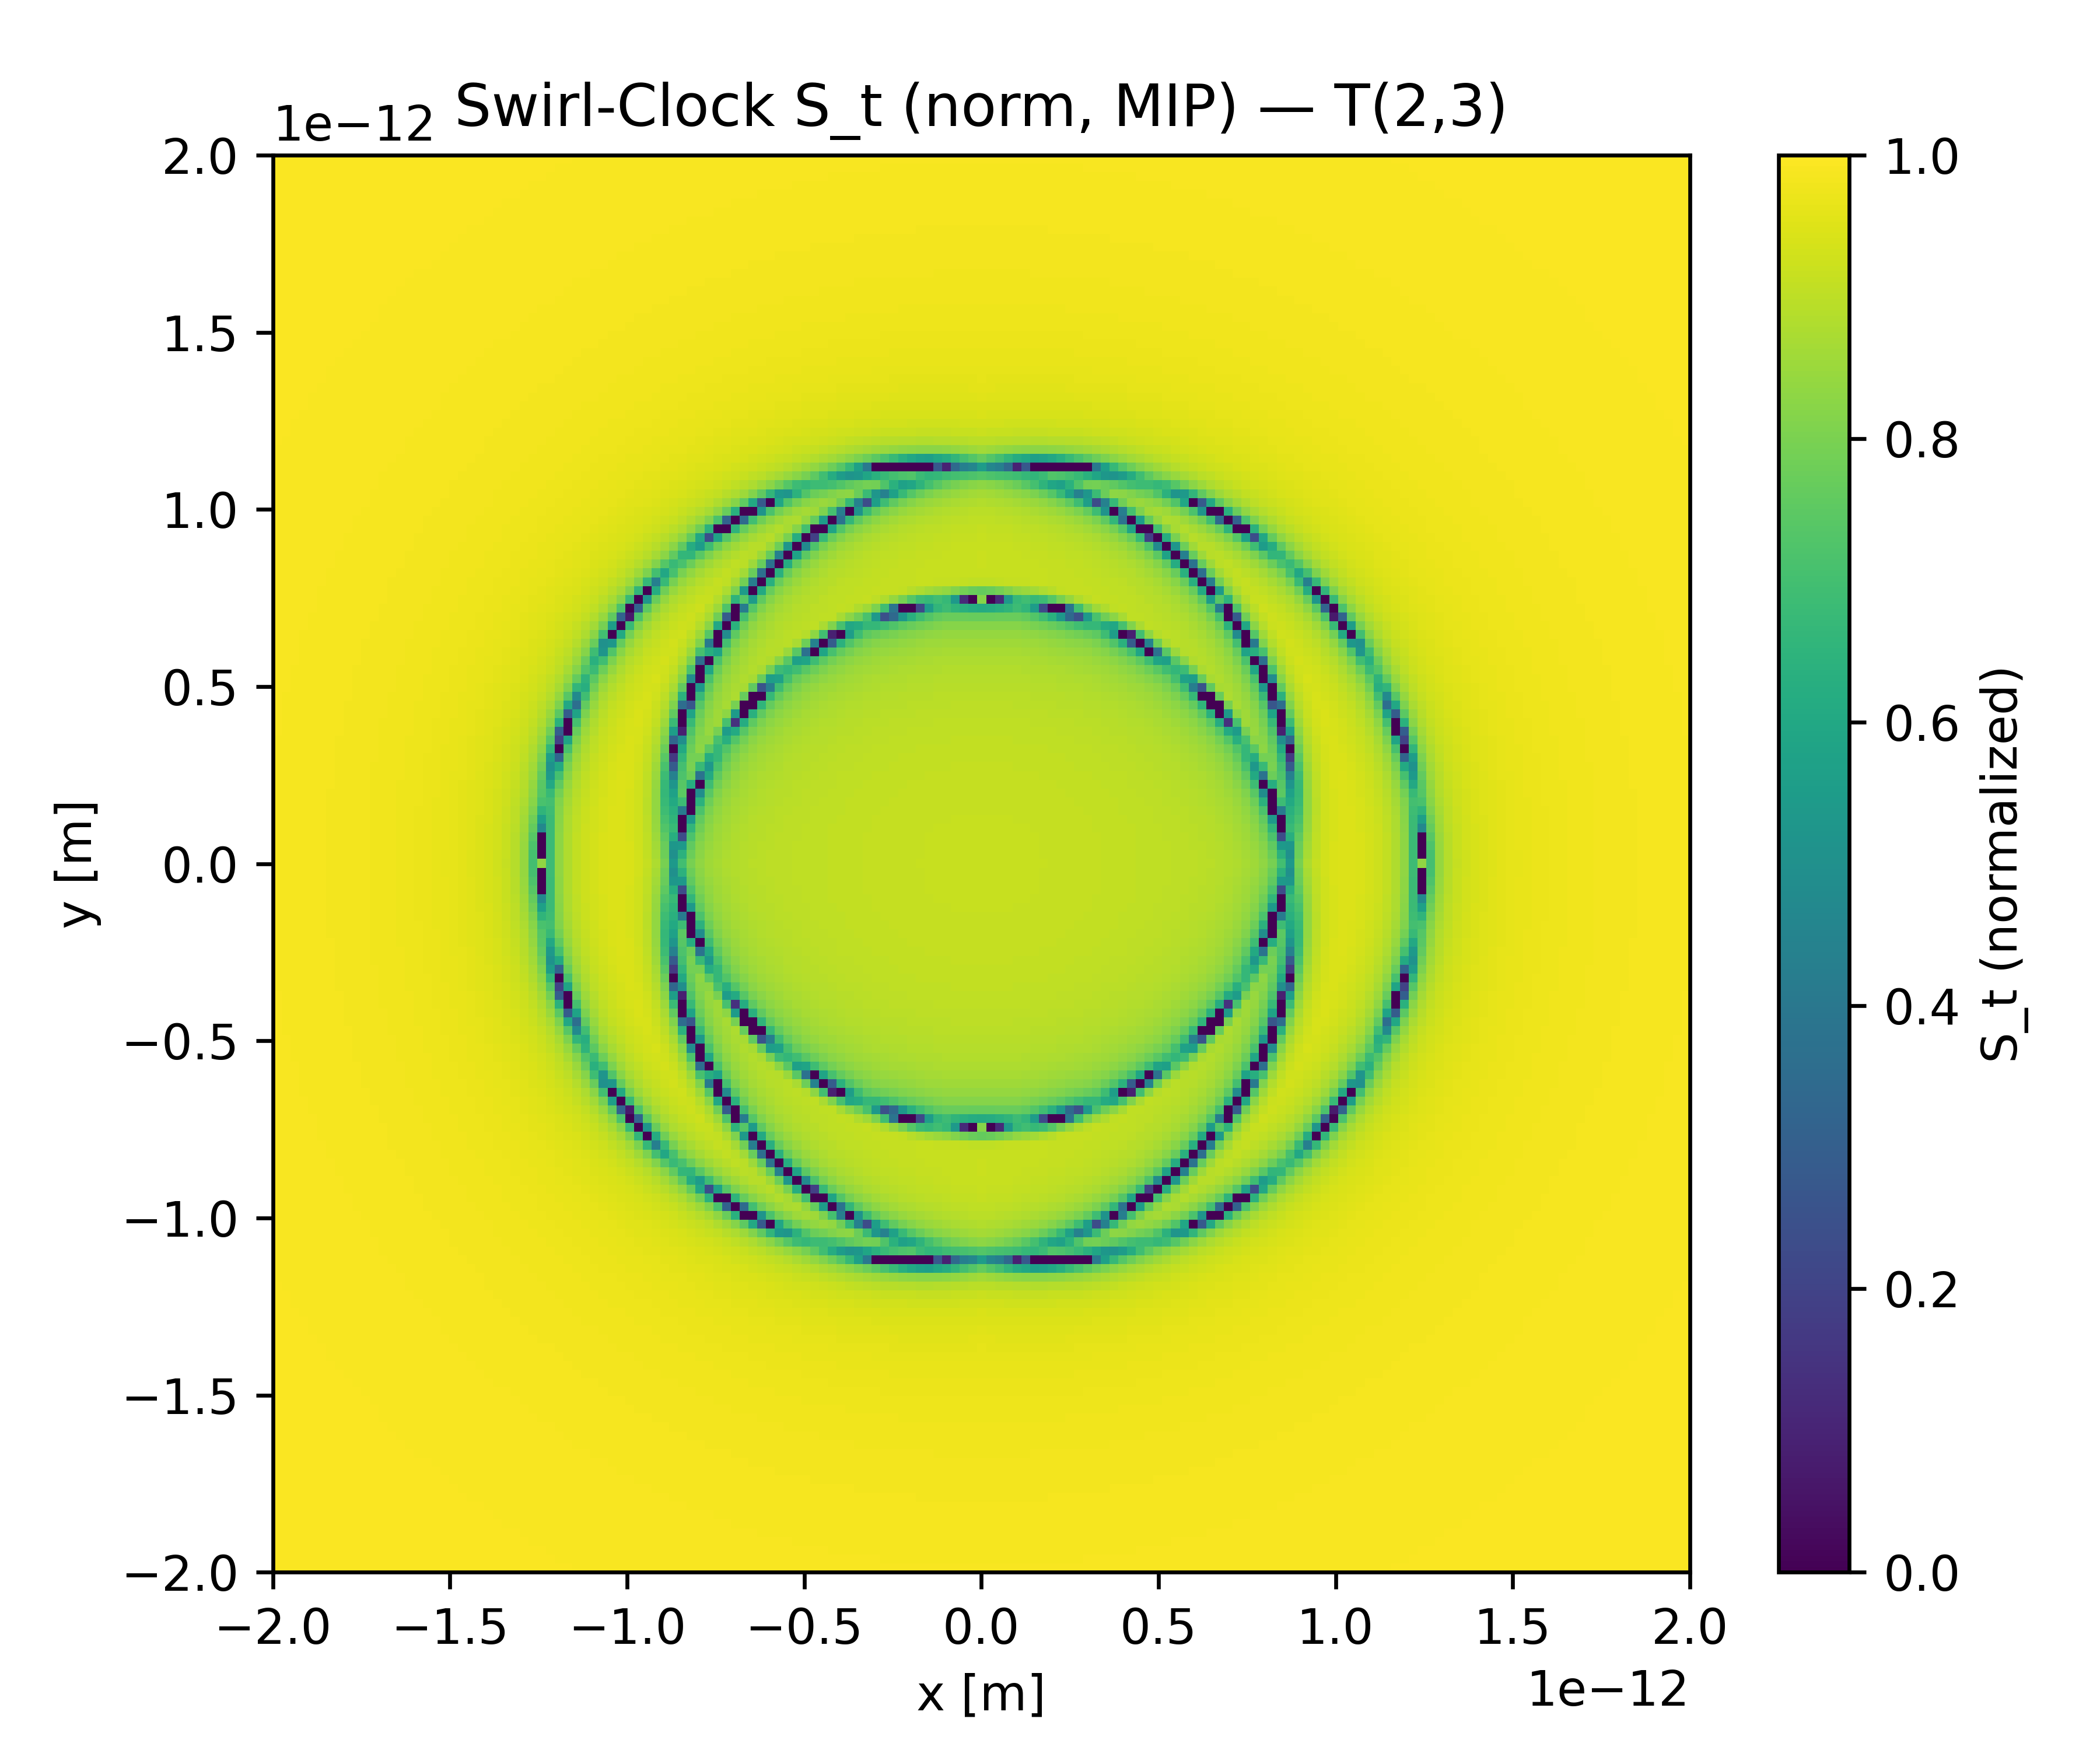 1e−12 Swirl-Clock S_t (norm, MIP) — T(2,3)
2.0
1.5
1.0
0.5
0.0
−0.5
−1.0
−1.5
−2.0
y [m]
−2.0 −1.5 −1.0 −0.5 0.0 0.5 1.0 1.5 2.0
x [m]
1e−12
1.0
0.8
0.6
0.4
0.2
0.0
S_t (normalized)